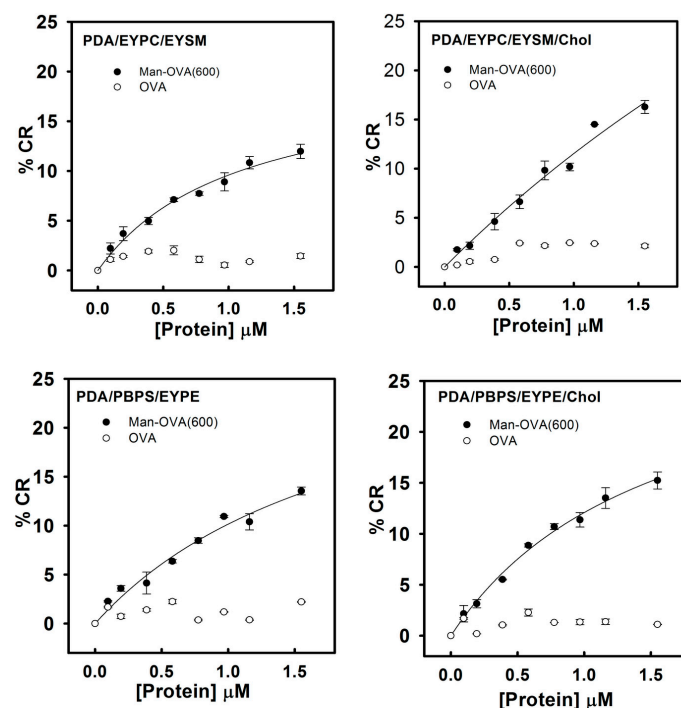 PDA/EYPC/EYSM
Man-OVA(600)
OVA
% CR
25
20
15
10
5
0
0.0 0.5 1.0 1.5
[Protein] μM
PDA/EYPC/EYSM/Chol
Man-OVA(600)
OVA
% CR
25
20
15
10
5
0
0.0 0.5 1.0 1.5
[Protein] μM
PDA/PBPS/EYPE
Man-OVA(600)
OVA
% CR
25
20
15
10
5
0
0.0 0.5 1.0 1.5
[Protein] μM
PDA/PBPS/EYPE/Chol
Man-OVA(600)
OVA
% CR
25
20
15
10
5
0
0.0 0.5 1.0 1.5
[Protein] μM